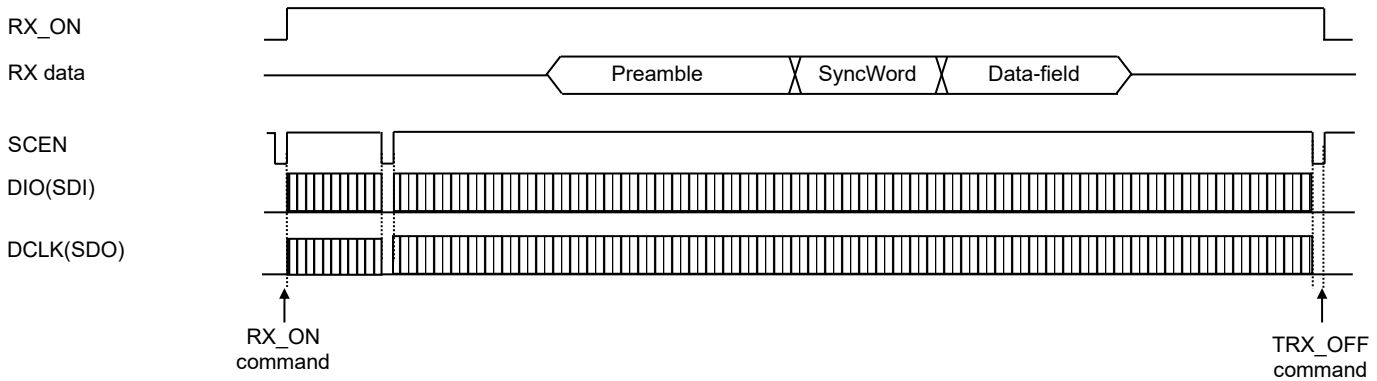 RX_ON
RX data
Preamble
SyncWord
Data-field
SCEN
DIO(SDI)
DCLK(SDO)
RX_ON
command
TRX_OFF
command